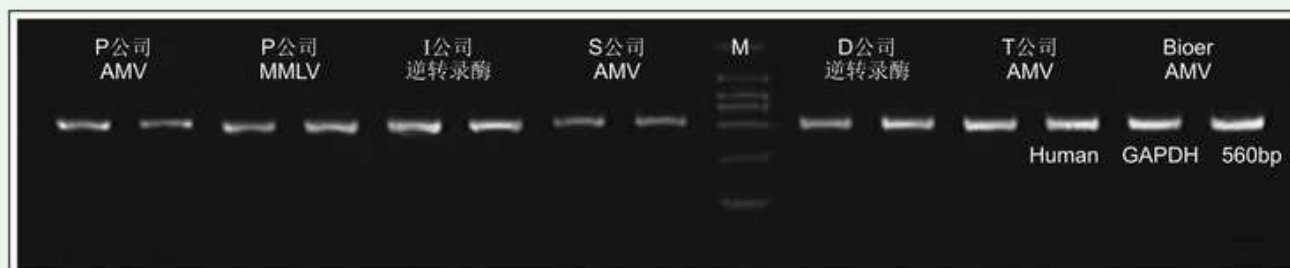 P公司
AMV
P公司
MMLV
I公司
逆转录酶
S公司
AMV
M
D公司
逆转录酶
T公司
AMV
Bioer
AMV
Human GAPDH 560bp